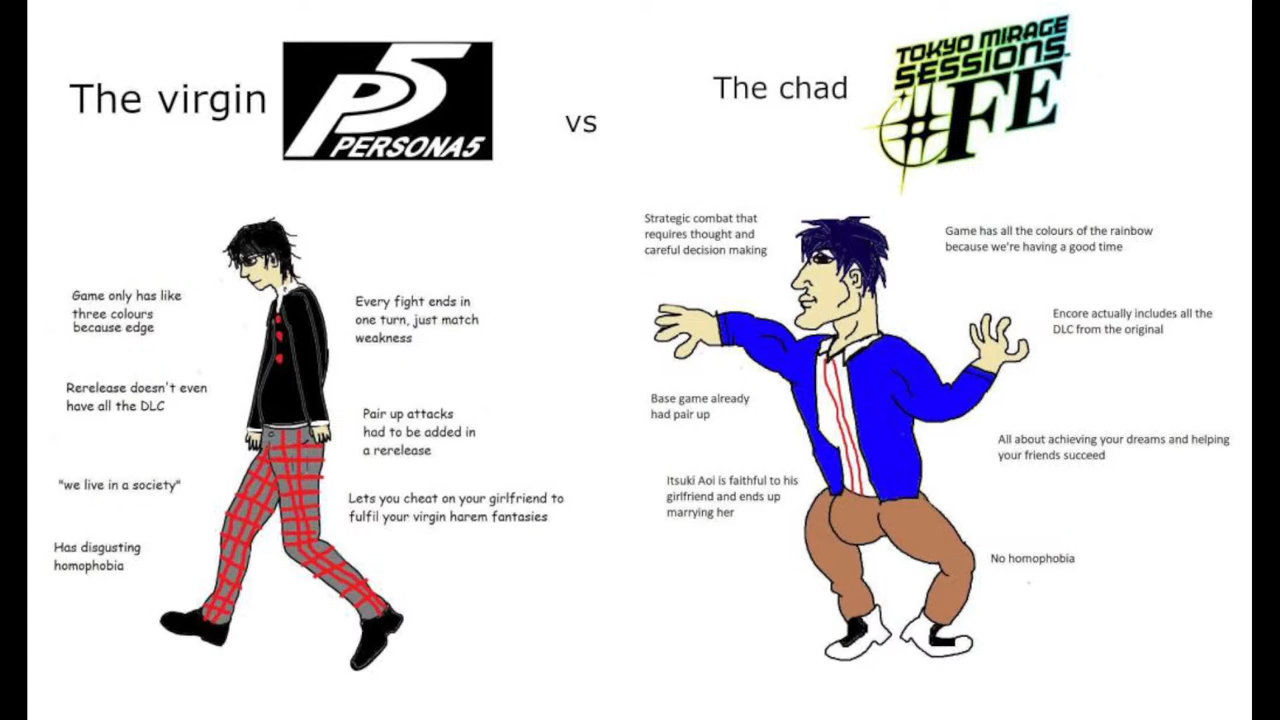 The virgin
P5
PERSONA5
vs
The chad
TOKYO MIRAGE
SESSIONS
#FE
Game only has like
three colours
because edge
Every fight ends in
one turn, just match
weakness
Rerelease doesn't even
have all the DLC
Pair up attacks
had to be added in
a rerelease
"we live in a society"
Lets you cheat on your girlfriend to
fulfil your virgin harem fantasies
Has disgusting
homophobia
Strategic combat that
requires thought and
careful decision making
Game has all the colours of the rainbow
because we're having a good time
Encore actually includes all the
DLC from the original
Base game already
had pair up
All about achieving your dreams and helping
your friends succeed
Itsuki Aoi is faithful to his
girlfriend and ends up
marrying her
No homophobia